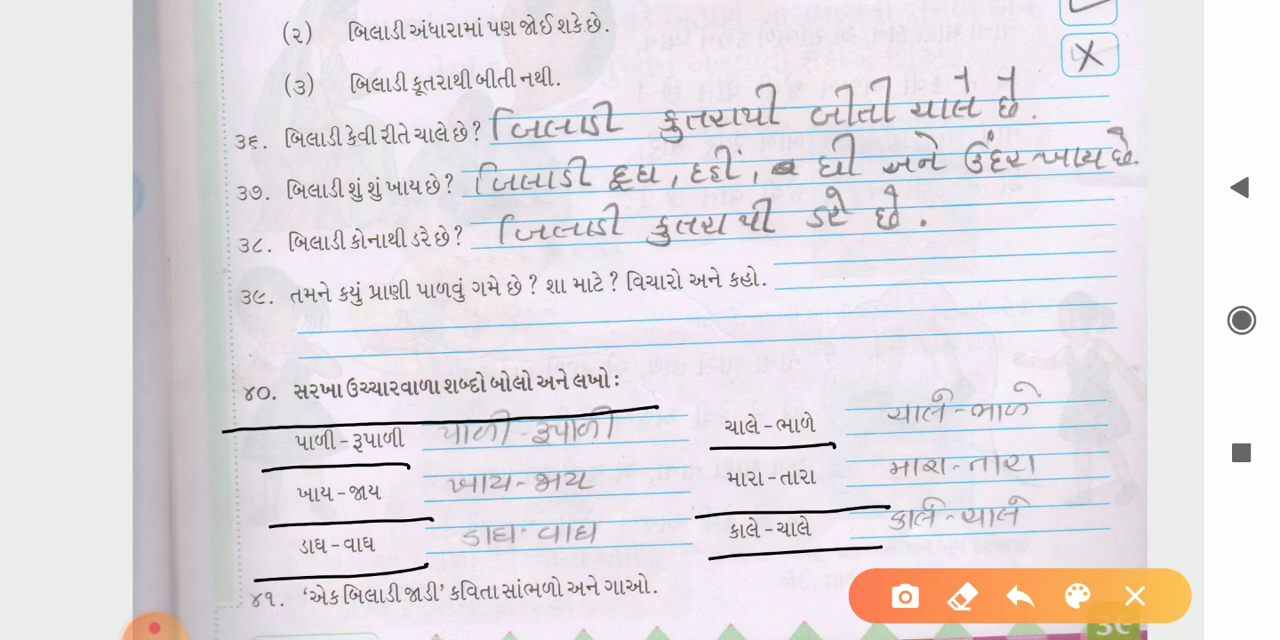 (૨) બિલાડી અંધારામાં પણ જોઈ શકે છે.
(૩) બિલાડી કૂતરાથી બીતી નથી.
૩૬. બિલાડી કેવી રીતે ચાલે છે? બિલાડી કુતરાથી બીતી ચાલે છે.
૩૭. બિલાડી શું શું ખાય છે? બિલાડી દૂધ, દહીં, ઘી અને ઉંદર ખાય છે.
૩૮. બિલાડી કોનાથી ડરે છે? બિલાડી કુતરાથી ડરે છે.
૩૯. તમને કયું પ્રાણી પાળવું ગમે છે? શા માટે? વિચારો અને કહો.
૪૦. સરખા ઉચ્ચારવાળા શબ્દો બોલો અને લખો:
પાળી - રૂપાળી પાળી - રૂપાળી ચાલે - ભાળે ચાલે - ભાળે
ખાય - જાય ખાય - જાય મારા - તારા મારા - તારા
ડાઘ - વાઘ ડાઘ - વાઘ કાલે - ચાલે કાલે - ચાલે
૪૧. 'એક બિલાડી જાડી' કવિતા સાંભળો અને ગાઓ.